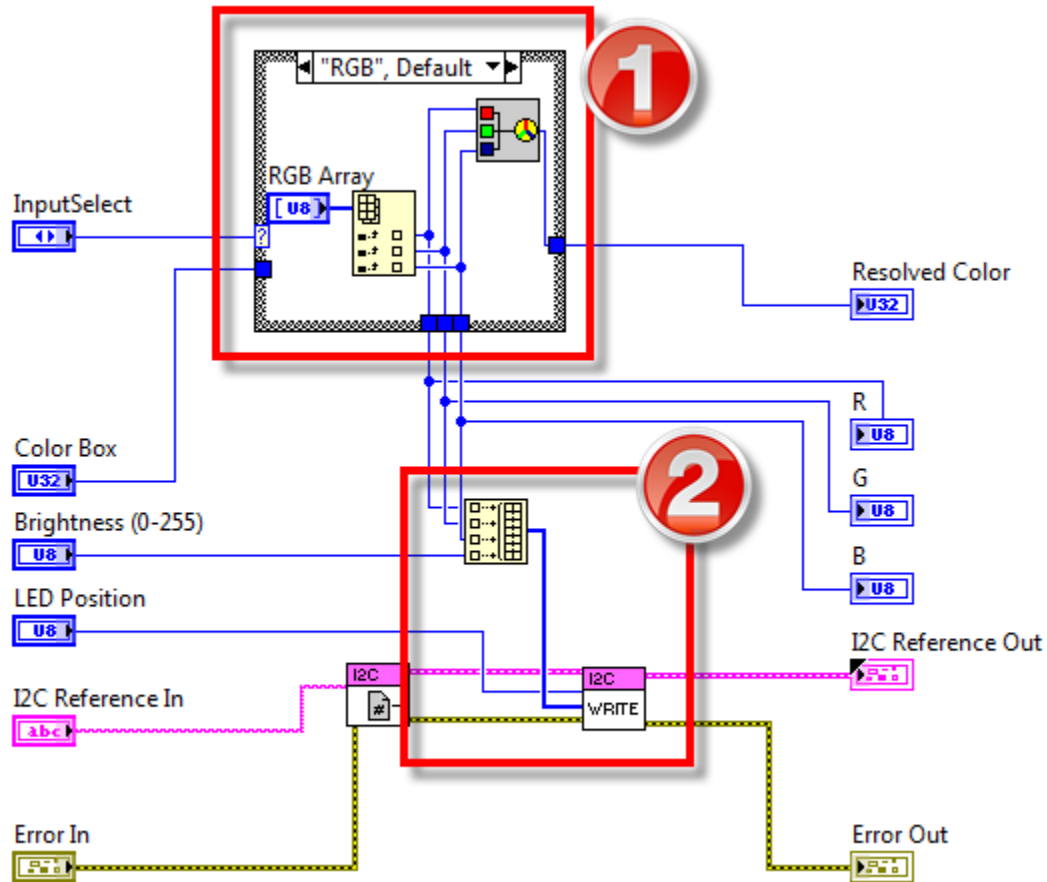 1
"RGB", Default
RGB Array
[U8]
InputSelect
?
Resolved Color
U32
R
U8
Color Box
U32
2
G
U8
Brightness (0-255)
U8
B
U8
LED Position
U8
I2C Reference Out
I2C
I2C
#
WRITE
I2C Reference In
abc
Error In
Error Out